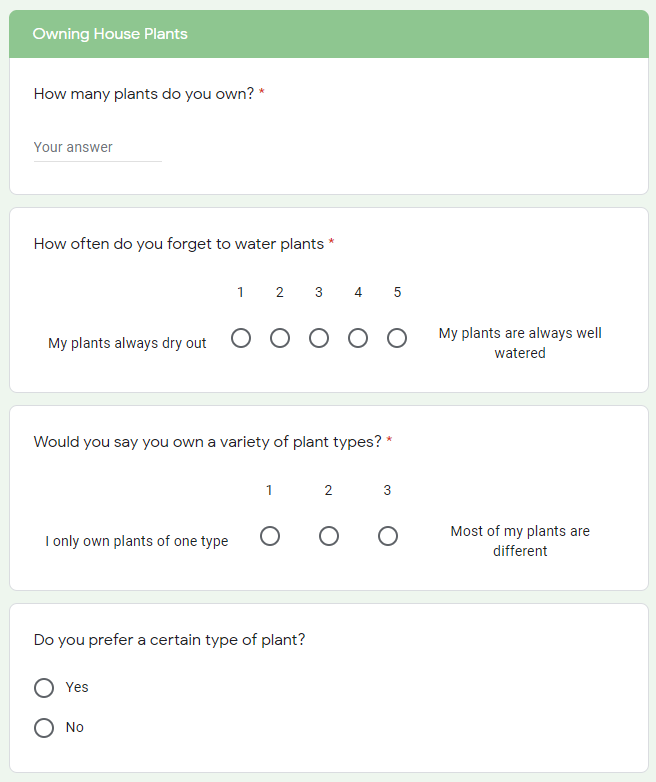 Owning House Plants
How many plants do you own? *
Your answer
How often do you forget to water plants *
1 2 3 4 5
My plants always dry out
My plants are always well
watered
Would you say you own a variety of plant types? *
1 2 3
I only own plants of one type
Most of my plants are
different
Do you prefer a certain type of plant?
Yes
No